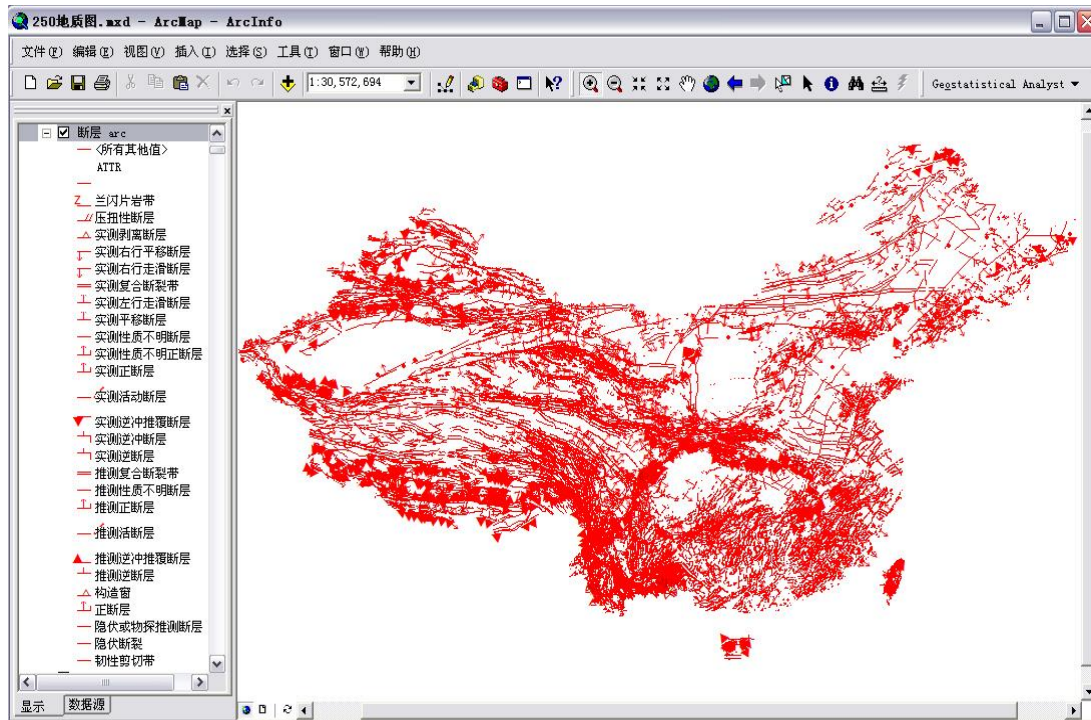 250地质图.mxd - ArcMap - ArcInfo
文件(F) 编辑(E) 视图(V) 插入(I) 选择(S) 工具(T) 窗口(W) 帮助(H)
1:30,572,694 Geostatistical Analyst
断层 arc
<所有其他值>
ATTR
兰闪片岩带
压扭性断层
实测剥离断层
实测右行平移断层
实测右行走滑断层
实测复合断裂带
实测左行走滑断层
实测平移断层
实测性质不明断层
实测性质不明正断层
实测正断层
实测活动断层
实测逆冲推覆断层
实测逆冲断层
实测逆断层
推测复合断裂带
推测性质不明断层
推测正断层
推测活断层
推测逆冲推覆断层
推测逆断层
构造窗
正断层
隐伏或物探推测断层
隐伏断裂
韧性剪切带
显示 数据源